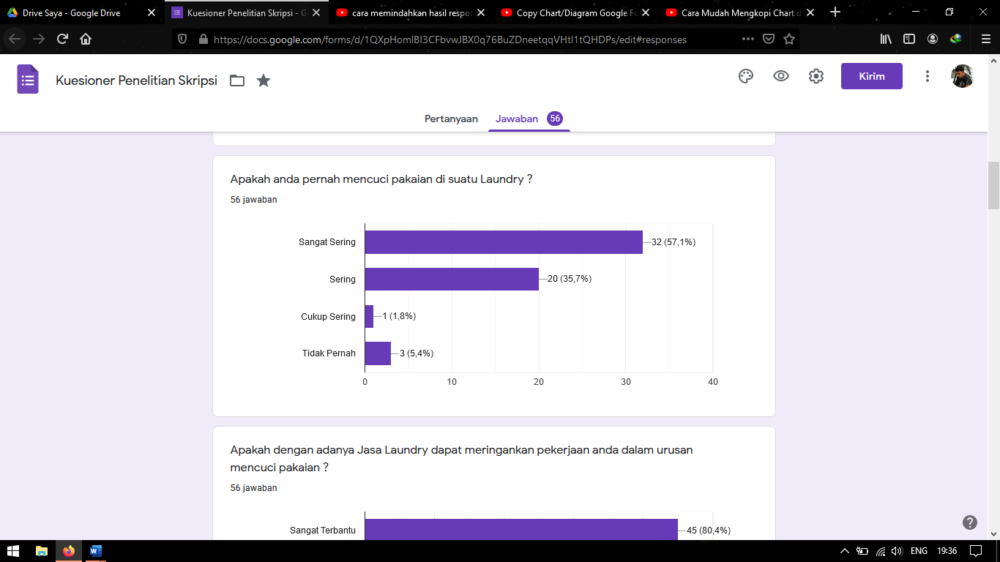 Drive Saya - Google Drive
Kuesioner Penelitian Skripsi - G
cara memindahkan hasil respor
Copy Chart/Diagram Google Fo
Cara Mudah Mengkopi Chart d
https://docs.google.com/forms/d/1QXpHomIBI3CFbvwJBX0q76BuZDneetqqVHtl1tQHDPs/edit#responses
Kuesioner Penelitian Skripsi
Kirim
Pertanyaan
Jawaban 56
Apakah anda pernah mencuci pakaian di suatu Laundry ?
56 jawaban
Sangat Sering 32 (57,1%)
Sering 20 (35,7%)
Cukup Sering 1 (1,8%)
Tidak Pernah 3 (5,4%)
0 10 20 30 40
Apakah dengan adanya Jasa Laundry dapat meringankan pekerjaan anda dalam urusan
mencuci pakaian ?
56 jawaban
Sangat Terbantu 45 (80,4%)
ENG 19:36